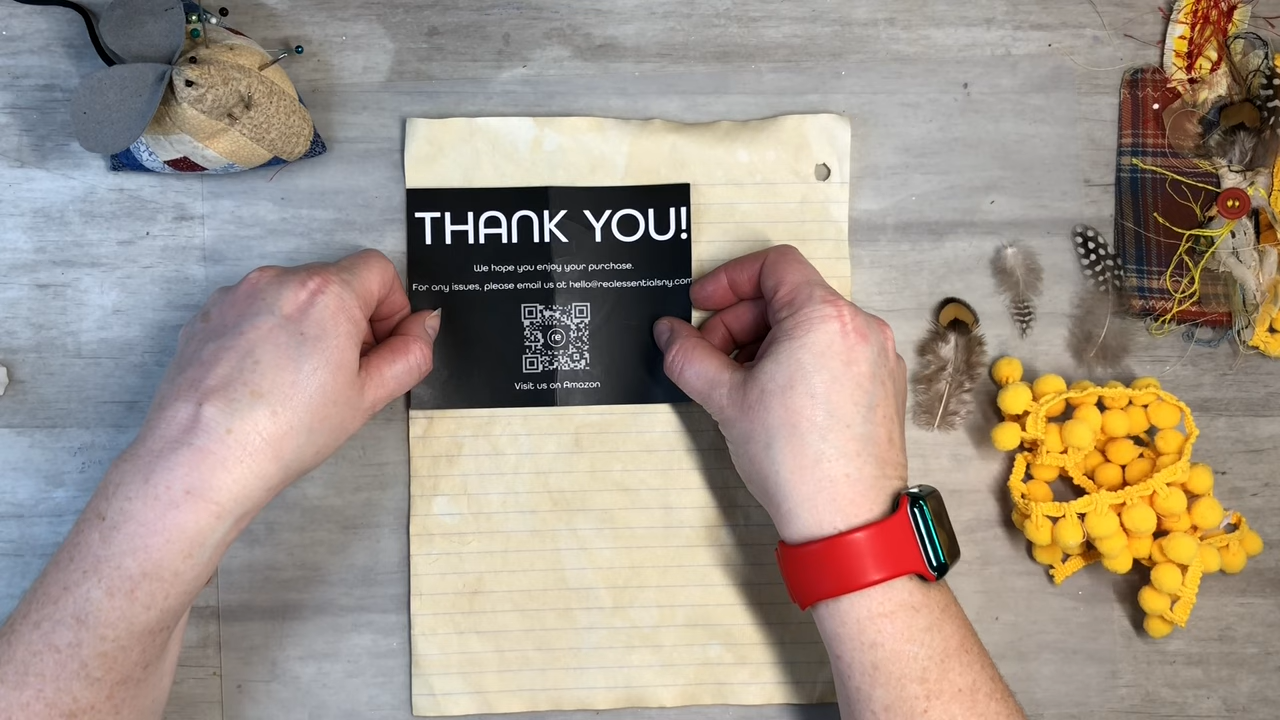 THANK YOU!
We hope you enjoy your purchase.
For any issues, please email us at hello@realessentialsny.com
re
Visit us on Amazon